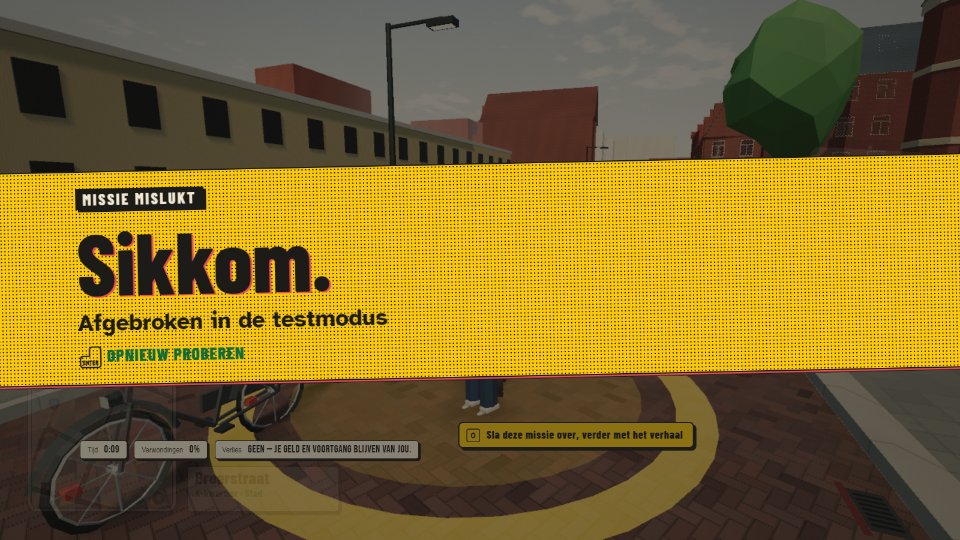 MISSIE MISLUKT
Sikkom.
Afgebroken in de testmodus
ENTER OPNIEUW PROBEREN
O Sla deze missie over, verder met het verhaal
Tijd 0:09 Verwondingen 0% Verlies GEEN — JE GELD EN VOORTGANG BLIJVEN VAN JOU.
Broerstraat